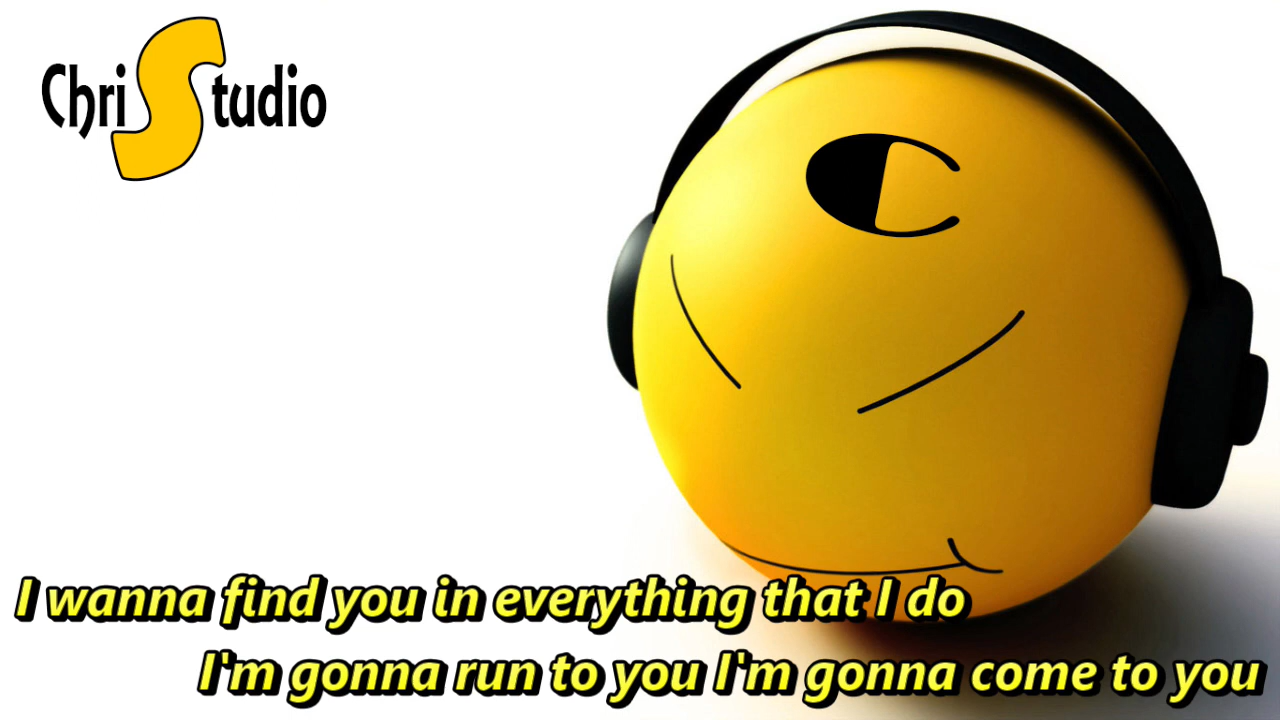 ChriStudio
I wanna find you in everything that I do
I'm gonna run to you I'm gonna come to you